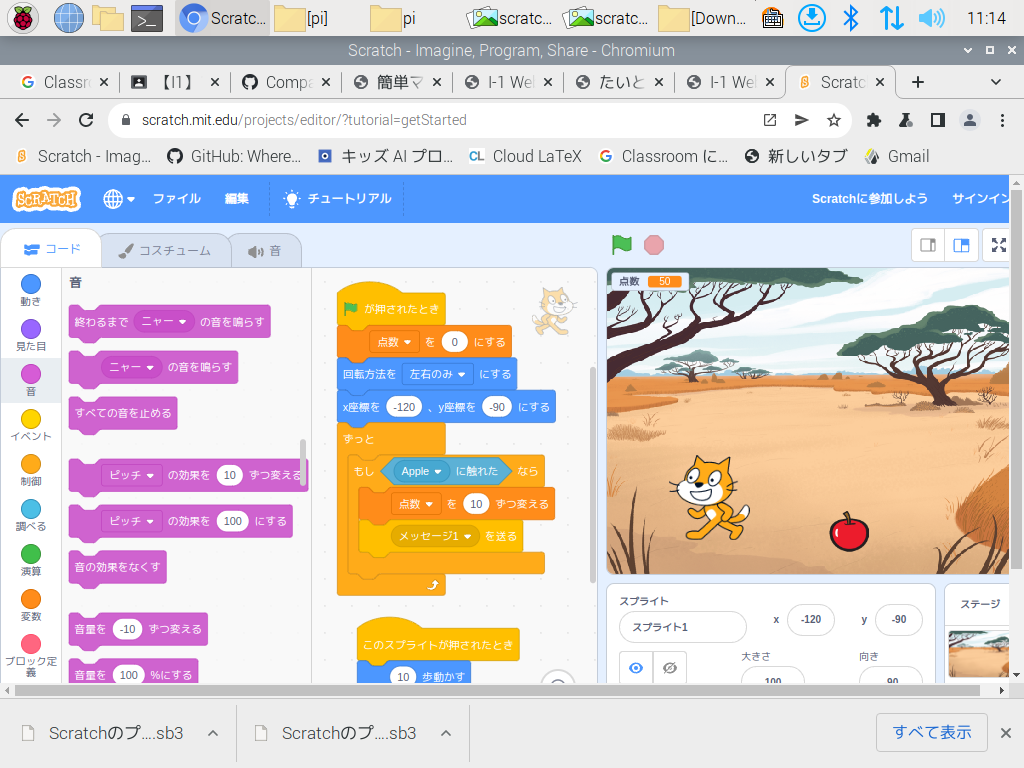 Scratc...
[pi]
pi
scratc...
scratc...
[Down...
11:14
Scratch - Imagine, Program, Share - Chromium
Classr
【I1】
Compa
簡単マ
I-1 We
たいと
I-1 We
Scratc
scratch.mit.edu/projects/editor/?tutorial=getStarted
Scratch - Imag...
GitHub: Where...
キッズ AI プロ...
CL Cloud LaTeX
Classroom に...
新しいタブ
Gmail
SCRATCH
ファイル
編集
チュートリアル
Scratchに参加しよう
サインイン
コード
コスチューム
音
動き
見た目
音
イベント
制御
調べる
演算
変数
ブロック定
義
音
終わるまで ニャー の音を鳴らす
ニャー の音を鳴らす
すべての音を止める
ピッチ の効果を 10 ずつ変える
ピッチ の効果を 100 にする
音の効果をなくす
音量を -10 ずつ変える
音量を 100 %にする
が押されたとき
点数 を 0 にする
回転方法を 左右のみ にする
x座標を -120 、y座標を -90 にする
ずっと
もし Apple に触れた なら
点数 を 10 ずつ変える
メッセージ1 を送る
このスプライトが押されたとき
10 歩動かす
点数 50
スプライト
スプライト1
x -120
y -90
大きさ
100
向き
90
ステージ
Scratchのプ....sb3
Scratchのプ....sb3
すべて表示